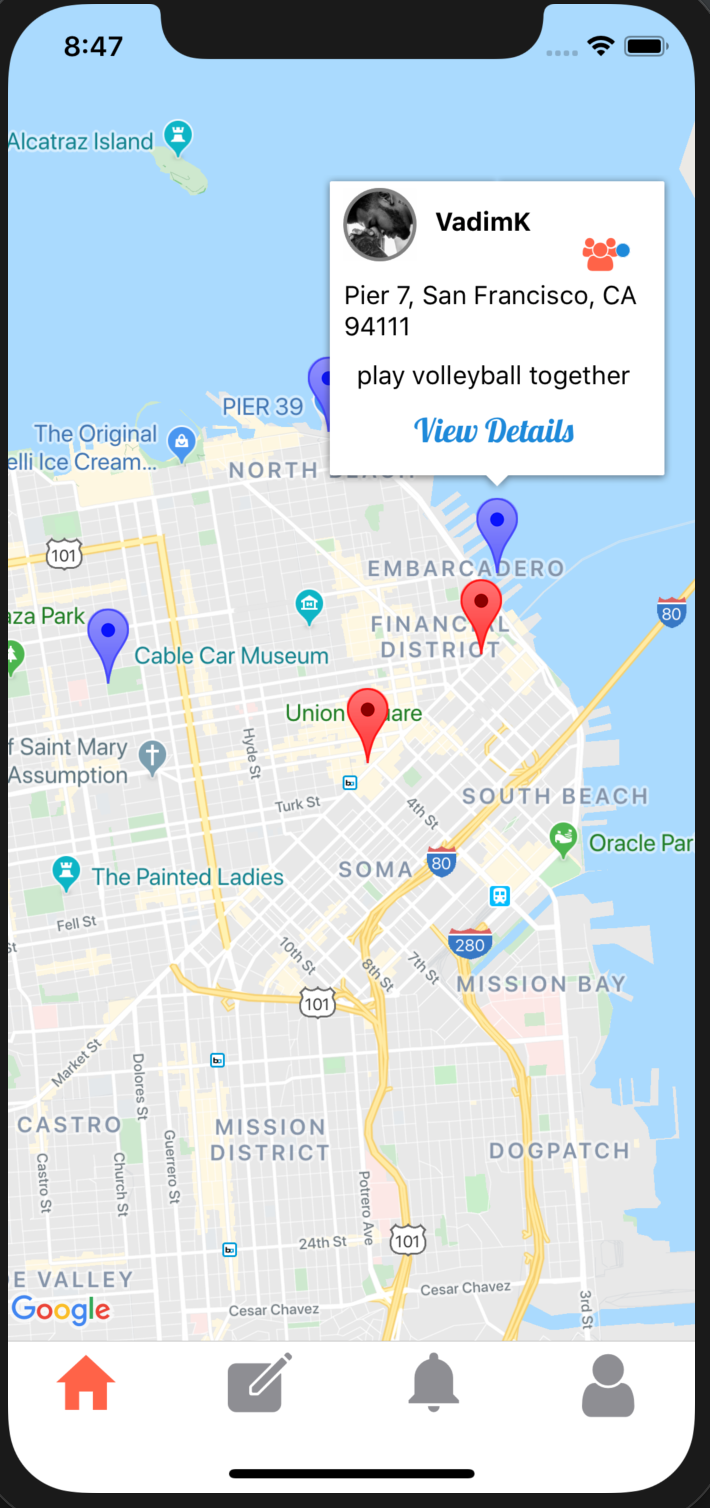 8:47
Alcatraz Island
VadimK
Pier 7, San Francisco, CA
94111
play volleyball together
View Details
PIER 39
The Original
elli Ice Cream...
NORTH BEACH
101
EMBARCADERO
80
aza Park
FINANCIAL
DISTRICT
Cable Car Museum
Union Square
f Saint Mary
Assumption
Hyde St
Turk St
4th St
SOUTH BEACH
Oracle Par
SOMA
80
The Painted Ladies
Fell St
st
280
10th St
8th St
7th St
MISSION BAY
101
Market St
Dolores St
CASTRO
MISSION
DISTRICT
Guerrero St
DOGPATCH
Castro St
Church St
Potrero Ave
24th St
101
E VALLEY
Cesar Chavez
Cesar Chavez
3rd St
Google